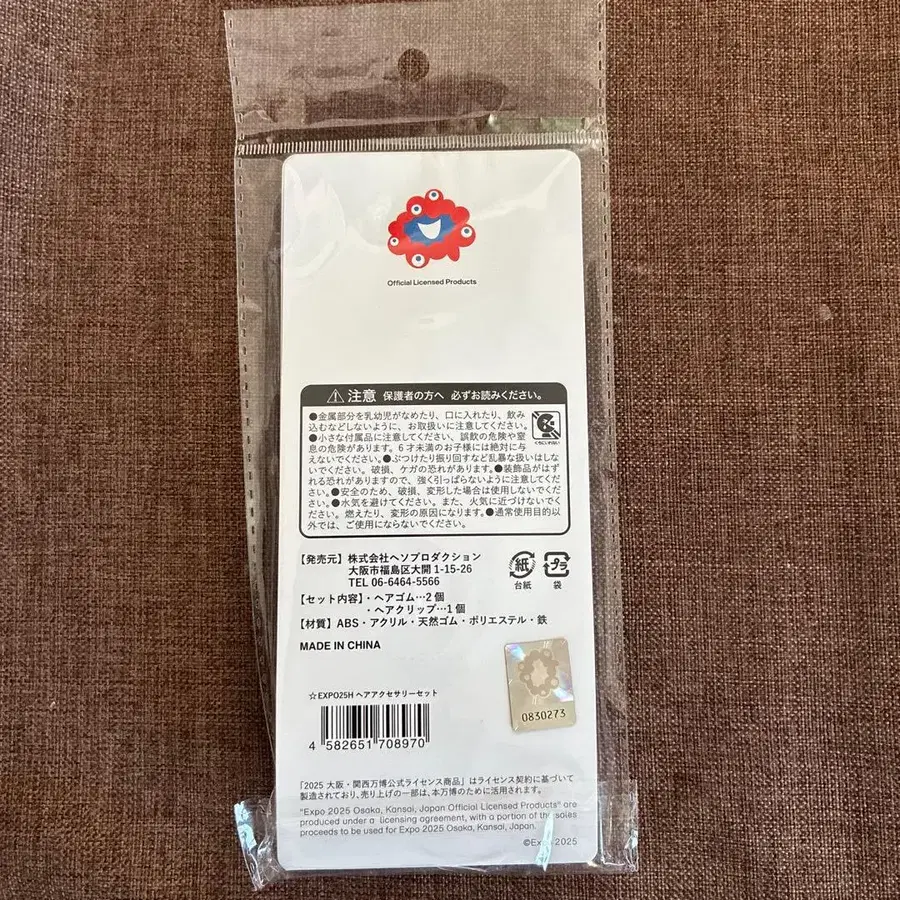 Official Licensed Products
⚠注意 保護者の方へ 必ずお読みください。
●金属部分を乳幼児がなめたり、口に入れたり、飲み
込むなどしないように、お取扱いに注意してください。
●小さな付属品に注意してください、誤飲の危険や窒
息の危険があります。6才未満のお子様には絶対に与
えないでください。●ぶつけたり振り回すなど乱暴な扱いはしな
いでください。破損、ケガの恐れがあります。●装飾品がはず
れる恐れがありますので、強く引っぱらないように注意してくださ
い。●安全のため、破損、変形した場合は使用しないでくだ
さい。●水気を避けてください。また、火気に近づけないでく
ださい。燃えたり、変形の原因になります。●通常使用目的以
外では、ご使用にならないでください。
【発売元】株式会社ヘソプロダクション
大阪市福島区大開 1-15-26
TEL 06-6464-5566
紙
台紙
プラ
袋
【セット内容】・ヘアゴム…2個
・ヘアクリップ…1個
【材質】ABS・アクリル・天然ゴム・ポリエステル・鉄
MADE IN CHINA
☆EXPO25H ヘアアクセサリーセット
4 582651 708970
0830273
「2025 大阪・関西万博公式ライセンス商品」はライセンス契約に基づいて
製造されており、売り上げの一部は、本万博のために活用されます。
"Expo 2025 Osaka, Kansai, Japan Official Licensed Products" are
produced under a licensing agreement, with a portion of the sales
proceeds to be used for Expo 2025 Osaka, Kansai, Japan.
©Expo 2025